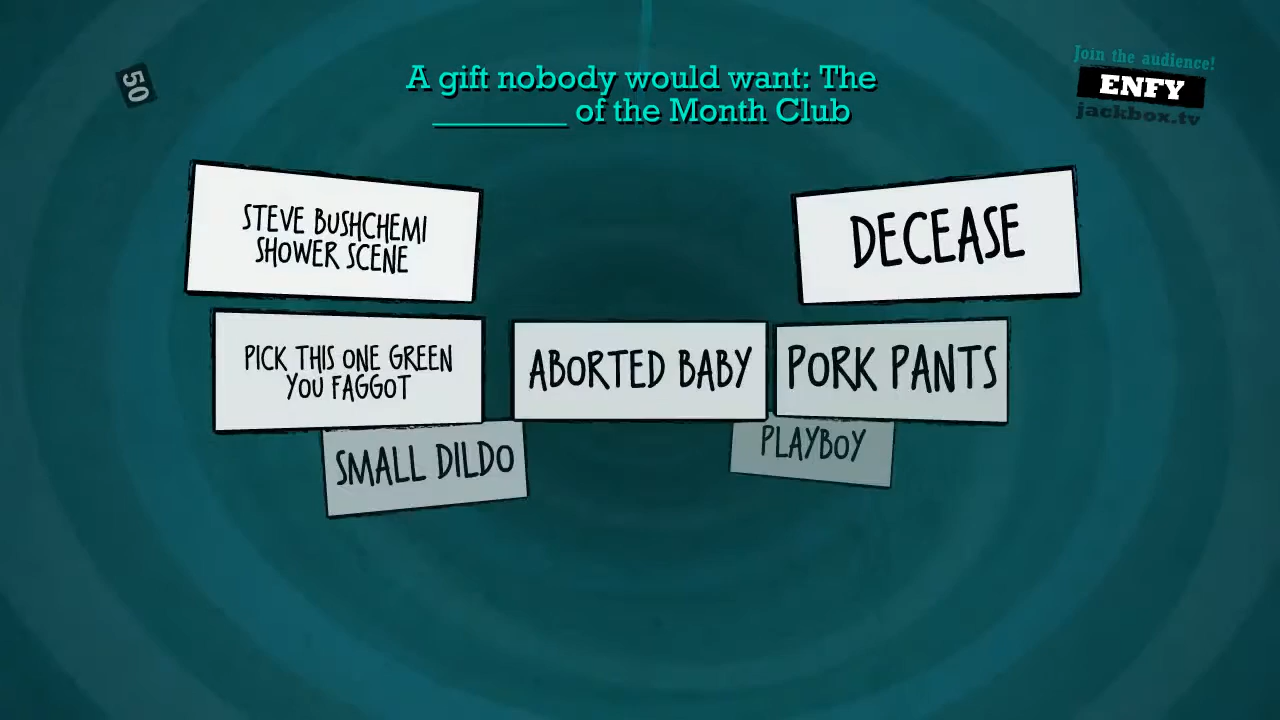 50
A gift nobody would want: The
________ of the Month Club
Join the audience!
ENFY
jackbox.tv
STEVE BUSHCHEMI
SHOWER SCENE
DECEASE
PICK THIS ONE GREEN
YOU FAGGOT
ABORTED BABY
PORK PANTS
SMALL DILDO
PLAYBOY